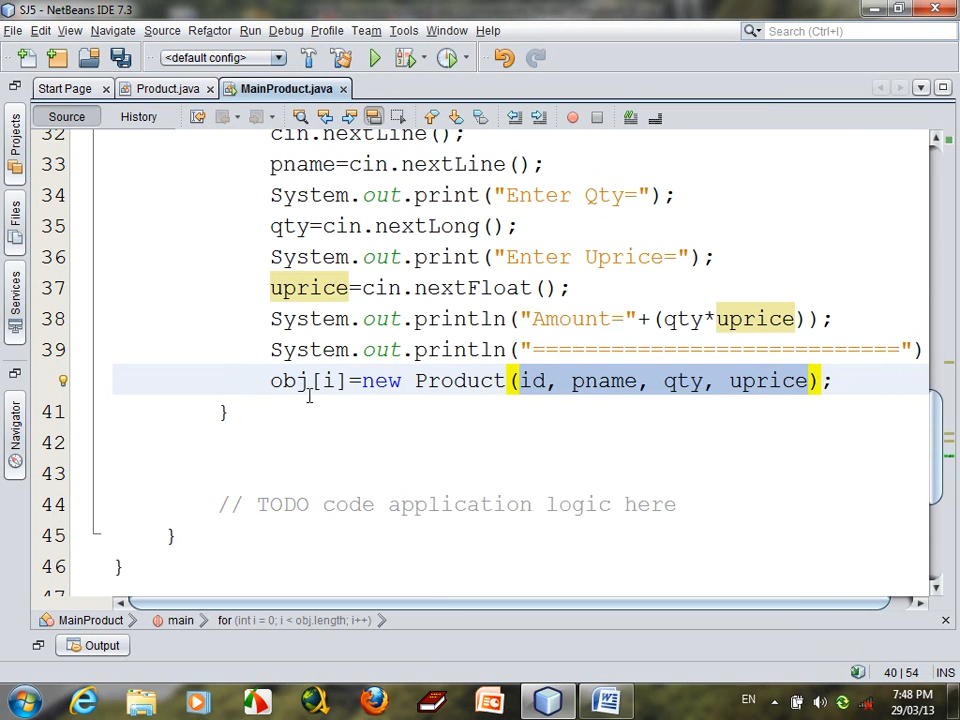 SJ5 - NetBeans IDE 7.3
File Edit View Navigate Source Refactor Run Debug Profile Team Tools Window Help
Search (Ctrl+I)
<default config>
Start Page Product.java MainProduct.java
Source History
Projects
Files
Services
Navigator
32 cin.nextLine();
33 pname=cin.nextLine();
34 System.out.print("Enter Qty=");
35 qty=cin.nextLong();
36 System.out.print("Enter Uprice=");
37 uprice=cin.nextFloat();
38 System.out.println("Amount="+(qty*uprice));
39 System.out.println("============================")
obj[i]=new Product(id, pname, qty, uprice);
41 }
42
43
44 // TODO code application logic here
45 }
46 }
47
MainProduct main for (int i = 0; i < obj.length; i++)
Output
40 | 54 INS
EN 7:48 PM
29/03/13